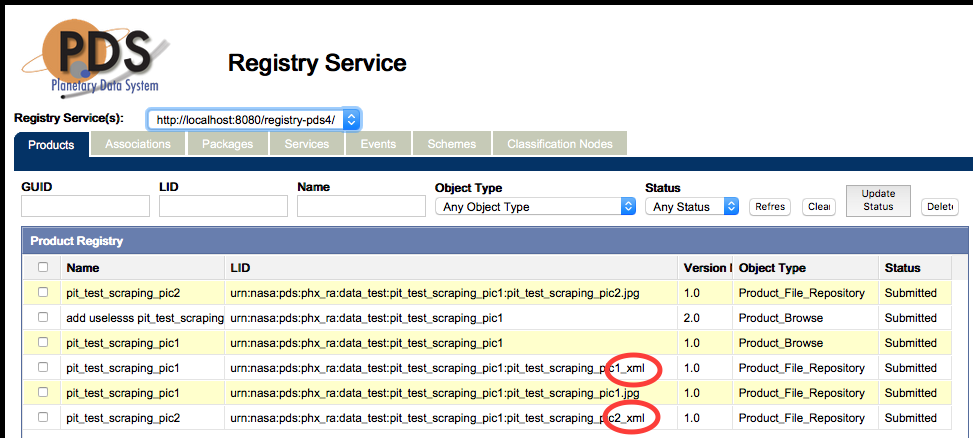 PDS
Planetary Data System
Registry Service
Registry Service(s): http://localhost:8080/registry-pds4/
Products Associations Packages Services Events Schemes Classification Nodes
GUID LID Name Object Type Status
Any Object Type Any Status Refres Clear Update Status Delete
Product Registry
Name LID Version Object Type Status
pit_test_scraping_pic2 urn:nasa:pds:phx_ra:data_test:pit_test_scraping_pic1:pit_test_scraping_pic2.jpg 1.0 Product_File_Repository Submitted
add uselesss pit_test_scraping urn:nasa:pds:phx_ra:data_test:pit_test_scraping_pic1 2.0 Product_Browse Submitted
pit_test_scraping_pic1 urn:nasa:pds:phx_ra:data_test:pit_test_scraping_pic1 1.0 Product_Browse Submitted
pit_test_scraping_pic1 urn:nasa:pds:phx_ra:data_test:pit_test_scraping_pic1:pit_test_scraping_pic1_xml 1.0 Product_File_Repository Submitted
pit_test_scraping_pic1 urn:nasa:pds:phx_ra:data_test:pit_test_scraping_pic1:pit_test_scraping_pic1.jpg 1.0 Product_File_Repository Submitted
pit_test_scraping_pic2 urn:nasa:pds:phx_ra:data_test:pit_test_scraping_pic1:pit_test_scraping_pic2_xml 1.0 Product_File_Repository Submitted